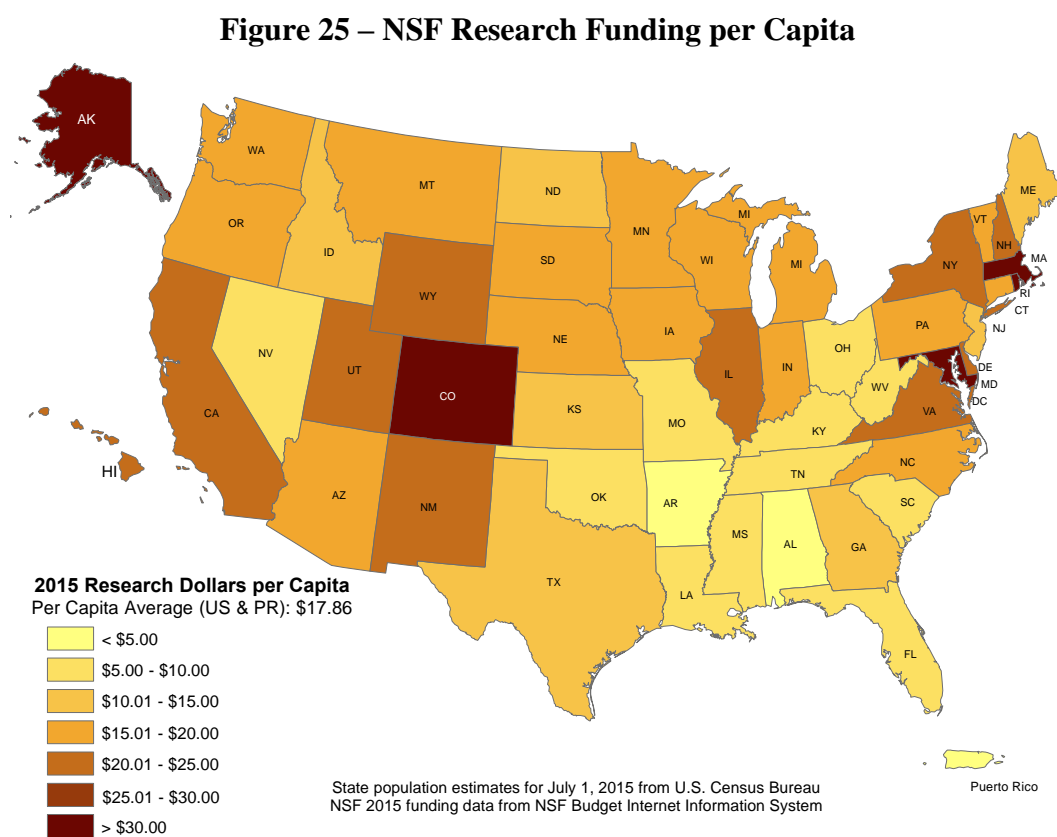 Figure 25 – NSF Research Funding per Capita
AK
WA
MT
ND
ME
OR
ID
MN
MI
VT
NH
MA
SD
WI
MI
NY
WY
RI
CT
IA
PA
NJ
NE
OH
NV
UT
IL
IN
DE
CO
WV
MD
DC
CA
KS
MO
KY
VA
HI
NC
TN
AZ
NM
OK
AR
SC
MS
AL
GA
TX
LA
FL
2015 Research Dollars per Capita
Per Capita Average (US & PR): $17.86
< $5.00
$5.00 - $10.00
$10.01 - $15.00
$15.01 - $20.00
$20.01 - $25.00
$25.01 - $30.00
> $30.00
State population estimates for July 1, 2015 from U.S. Census Bureau
NSF 2015 funding data from NSF Budget Internet Information System
Puerto Rico